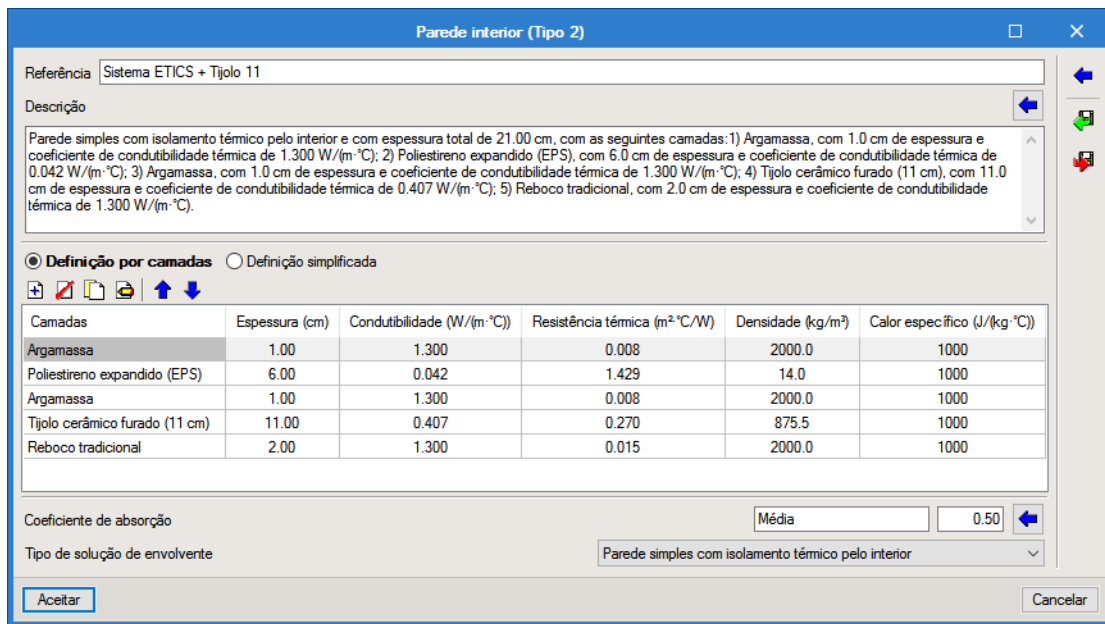 Parede interior (Tipo 2)
Referência Sistema ETICS + Tijolo 11
Descrição
Parede simples com isolamento térmico pelo interior e com espessura total de 21.00 cm, com as seguintes camadas:1) Argamassa, com 1.0 cm de espessura e
coeficiente de condutibilidade térmica de 1.300 W/(m·°C); 2) Poliestireno expandido (EPS), com 6.0 cm de espessura e coeficiente de condutibilidade térmica de
0.042 W/(m·°C); 3) Argamassa, com 1.0 cm de espessura e coeficiente de condutibilidade térmica de 1.300 W/(m·°C); 4) Tijolo cerâmico furado (11 cm), com 11.0
cm de espessura e coeficiente de condutibilidade térmica de 0.407 W/(m·°C); 5) Reboco tradicional, com 2.0 cm de espessura e coeficiente de condutibilidade
térmica de 1.300 W/(m·°C).
Definição por camadas Definição simplificada
Camadas Espessura (cm) Condutibilidade (W/(m·°C)) Resistência térmica (m²·°C/W) Densidade (kg/m³) Calor específico (J/(kg·°C))
Argamassa 1.00 1.300 0.008 2000.0 1000
Poliestireno expandido (EPS) 6.00 0.042 1.429 14.0 1000
Argamassa 1.00 1.300 0.008 2000.0 1000
Tijolo cerâmico furado (11 cm) 11.00 0.407 0.270 875.5 1000
Reboco tradicional 2.00 1.300 0.015 2000.0 1000
Coeficiente de absorção Média 0.50
Tipo de solução de envolvente Parede simples com isolamento térmico pelo interior
Aceitar Cancelar